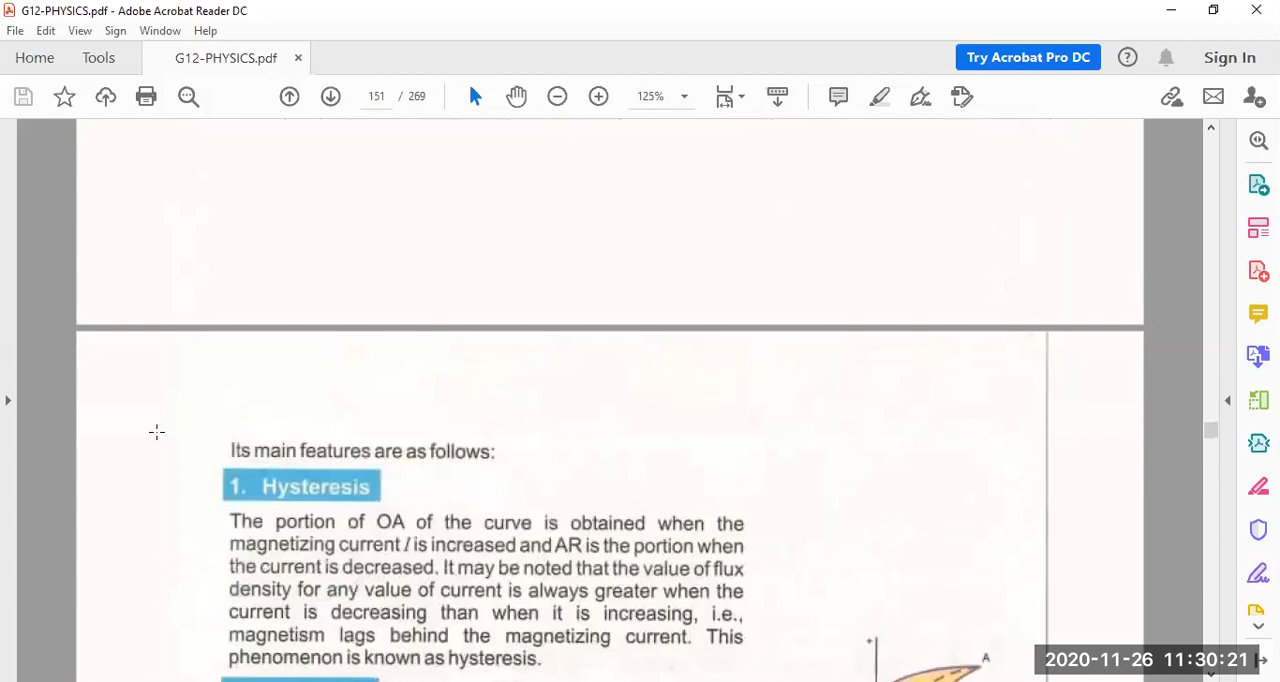 G12-PHYSICS.pdf - Adobe Acrobat Reader DC
File Edit View Sign Window Help
Home Tools G12-PHYSICS.pdf × Try Acrobat Pro DC Sign In
151 / 269 125%
Its main features are as follows:
1. Hysteresis
The portion of OA of the curve is obtained when the
magnetizing current I is increased and AR is the portion when
the current is decreased. It may be noted that the value of flux
density for any value of current is always greater when the
current is decreasing than when it is increasing, i.e.,
magnetism lags behind the magnetizing current. This
phenomenon is known as hysteresis.
+
A
2020-11-26 11:30:21